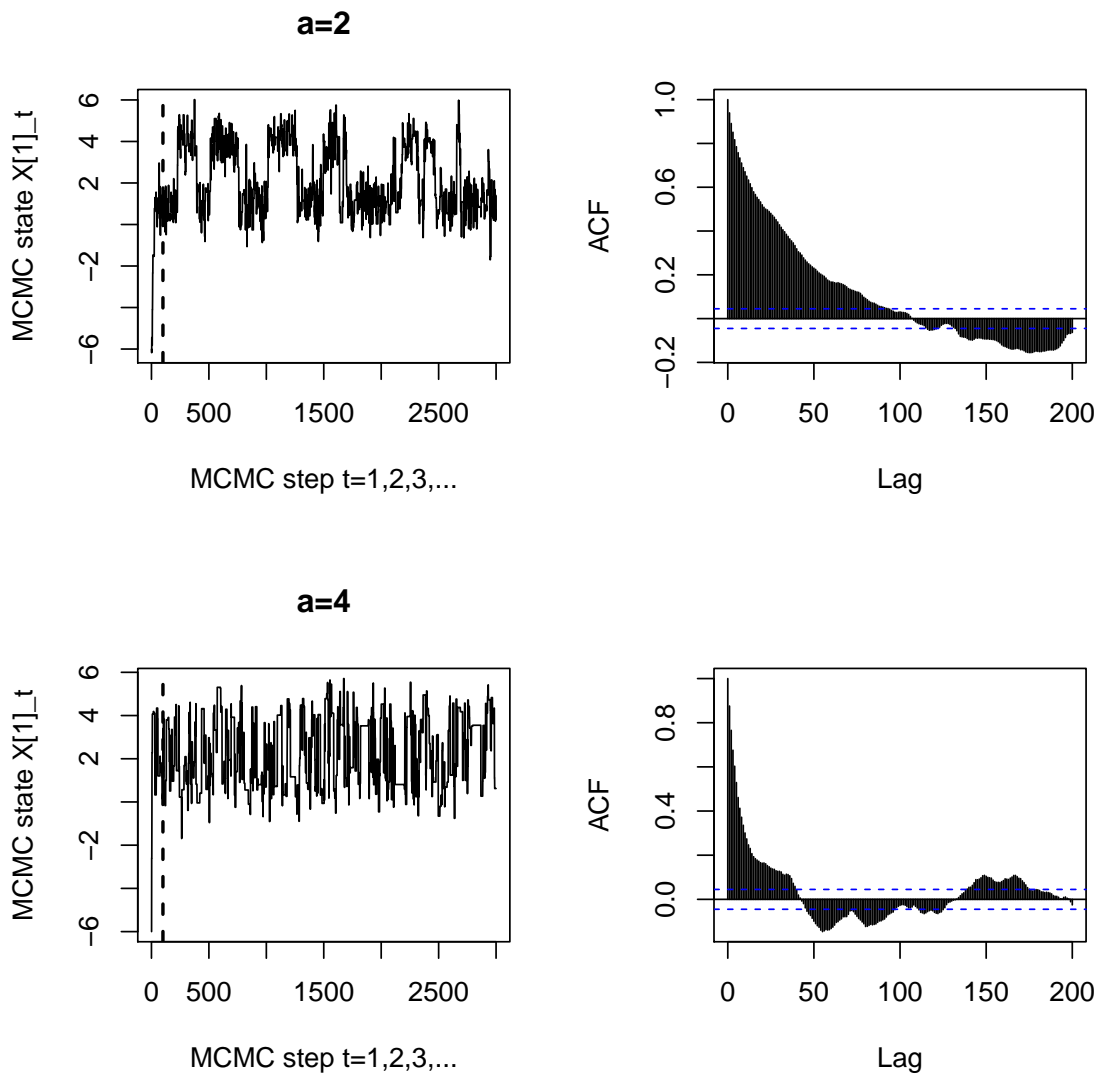 a=2
MCMC state X[1]_t
6
4
2
−2
−6
0 500 1500 2500
MCMC step t=1,2,3,...
ACF
1.0
0.6
0.2
−0.2
0 50 100 150 200
Lag
a=4
MCMC state X[1]_t
6
4
2
−2
−6
0 500 1500 2500
MCMC step t=1,2,3,...
ACF
0.8
0.4
0.0
0 50 100 150 200
Lag